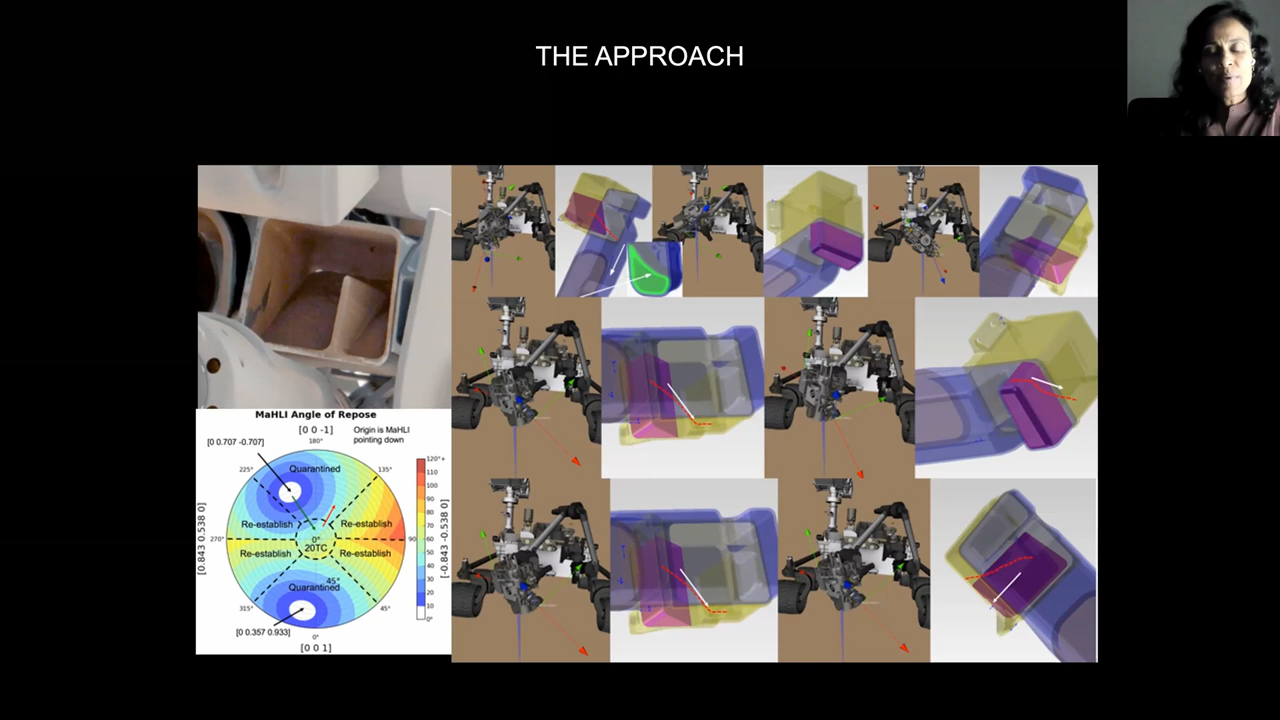 THE APPROACH
MaHLI Angle of Repose
[0 0 -1]
Origin is MaHLI
pointing down
[0 0.707 -0.707]
180°
225°
135°
Quarantined
120°+
110
100
90
80
70
60
50
40
30
20
10
0°
Re-establish
Re-establish
270°
0°
20TC
90
Re-establish
Re-establish
[0.843 0.538 0]
[-0.843 -0.538 0]
45°
Quarantined
315°
45°
[0 0.357 0.933]
0°
[0 0 1]